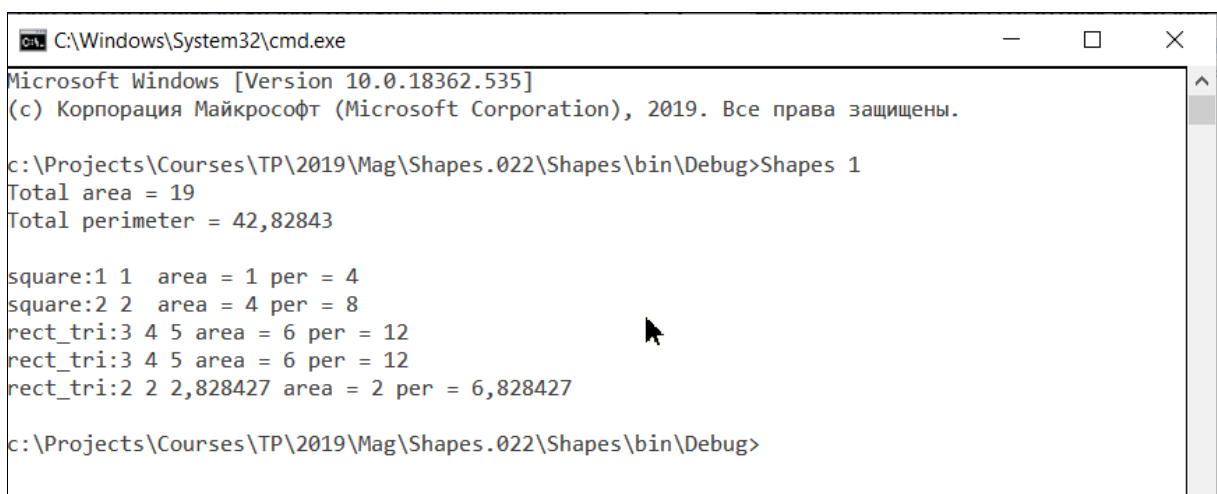 C:\Windows\System32\cmd.exe
Microsoft Windows [Version 10.0.18362.535]
(c) Корпорация Майкрософт (Microsoft Corporation), 2019. Все права защищены.
c:\Projects\Courses\TP\2019\Mag\Shapes.022\Shapes\bin\Debug>Shapes 1
Total area = 19
Total perimeter = 42,82843
square:1 1  area = 1 per = 4
square:2 2  area = 4 per = 8
rect_tri:3 4 5 area = 6 per = 12
rect_tri:3 4 5 area = 6 per = 12
rect_tri:2 2 2,828427 area = 2 per = 6,828427
c:\Projects\Courses\TP\2019\Mag\Shapes.022\Shapes\bin\Debug>